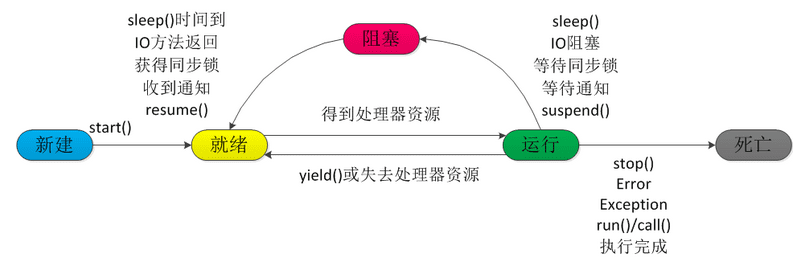 sleep()时间到
IO方法返回
获得同步锁
收到通知
resume()
阻塞
sleep()
IO阻塞
等待同步锁
等待通知
suspend()
新建
start()
就绪
得到处理器资源
yield()或失去处理器资源
运行
死亡
stop()
Error
Exception
run()/call()
执行完成